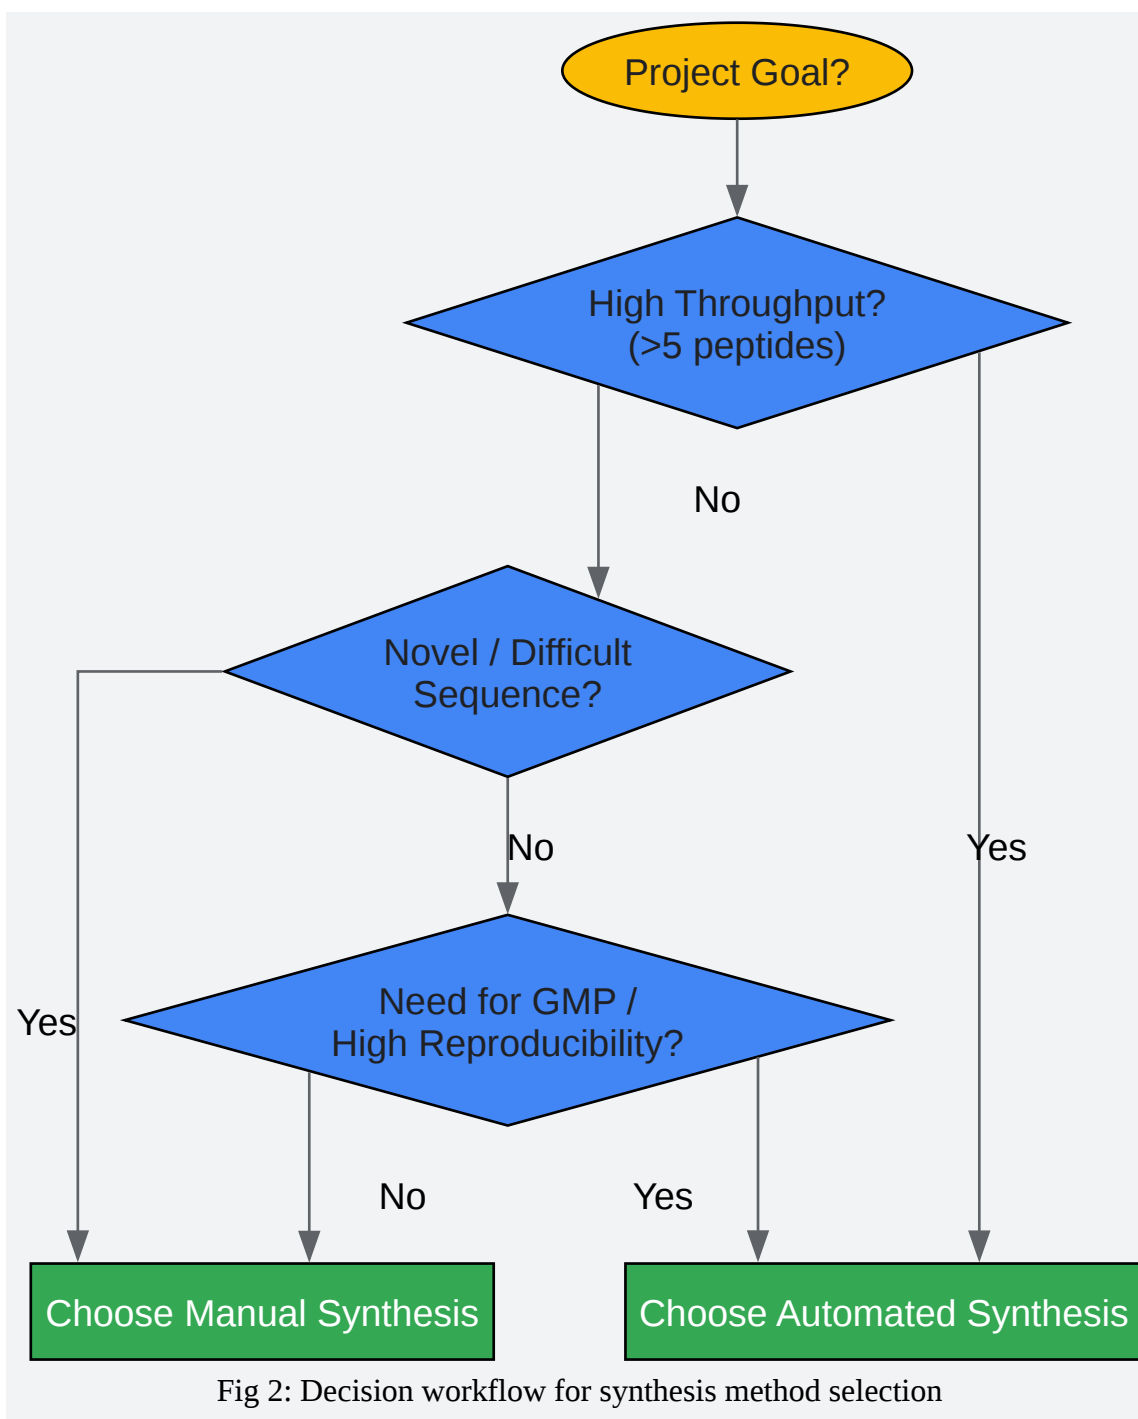 Project Goal?
High Throughput?
(>5 peptides)
No
Novel / Difficult
Sequence?
No
Yes
Need for GMP /
High Reproducibility?
Yes
No
Yes
Choose Manual Synthesis
Choose Automated Synthesis
Fig 2: Decision workflow for synthesis method selection